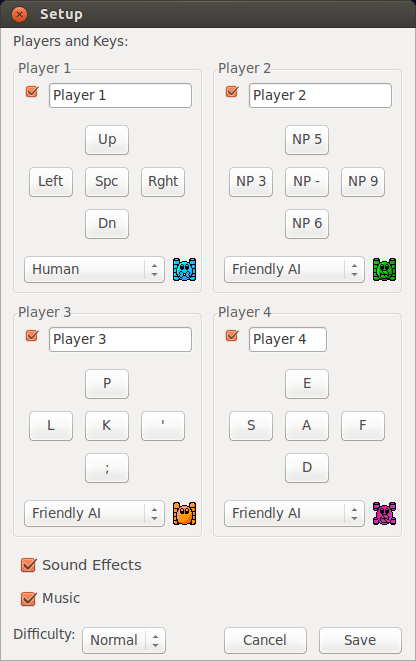 Setup
Players and Keys:
Player 1
Player 1
Up
Left Spc Rght
Dn
Human
Player 2
Player 2
NP 5
NP 3 NP - NP 9
NP 6
Friendly AI
Player 3
Player 3
P
L K '
;
Friendly AI
Player 4
Player 4
E
S A F
D
Friendly AI
Sound Effects
Music
Difficulty: Normal Cancel Save